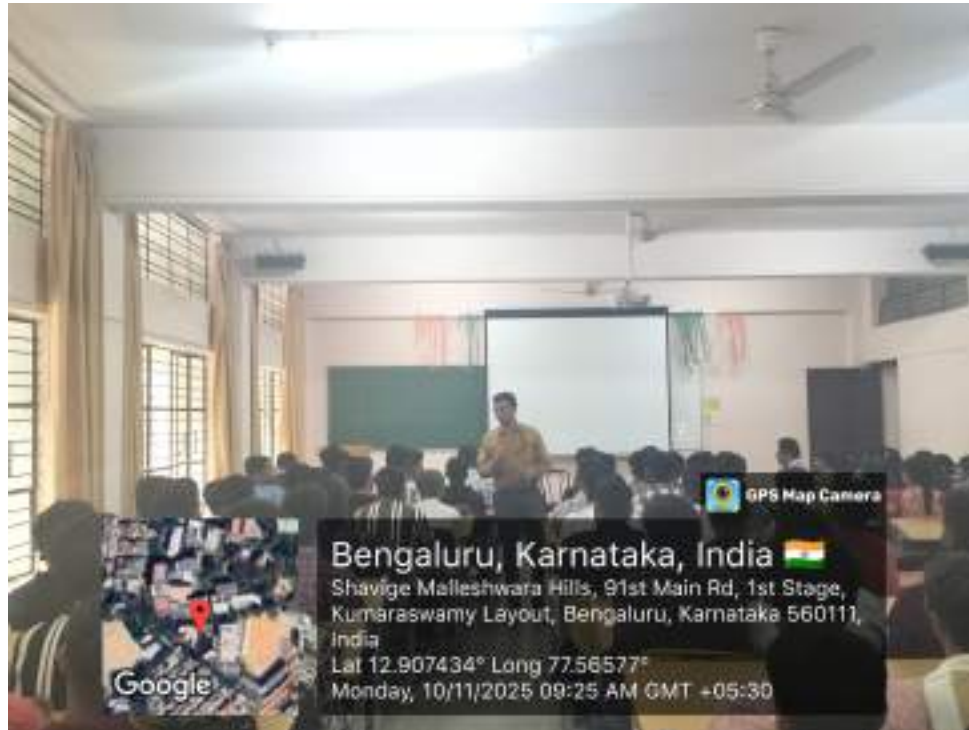 GPS Map Camera
Bengaluru, Karnataka, India
Shavige Malleshwara Hills, 91st Main Rd, 1st Stage,
Kumaraswamy Layout, Bengaluru, Karnataka 560111,
India
Lat 12.907434° Long 77.56577°
Monday, 10/11/2025 09:25 AM GMT +05:30
Google